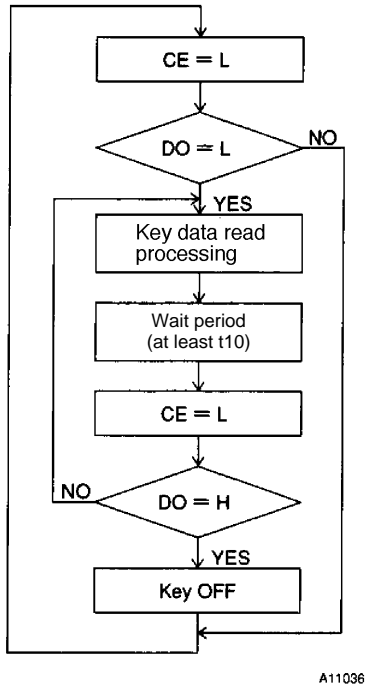 CE = L
DO = L
NO
YES
Key data read
processing
Wait period
(at least t10)
CE = L
NO
DO = H
YES
Key OFF
A11036